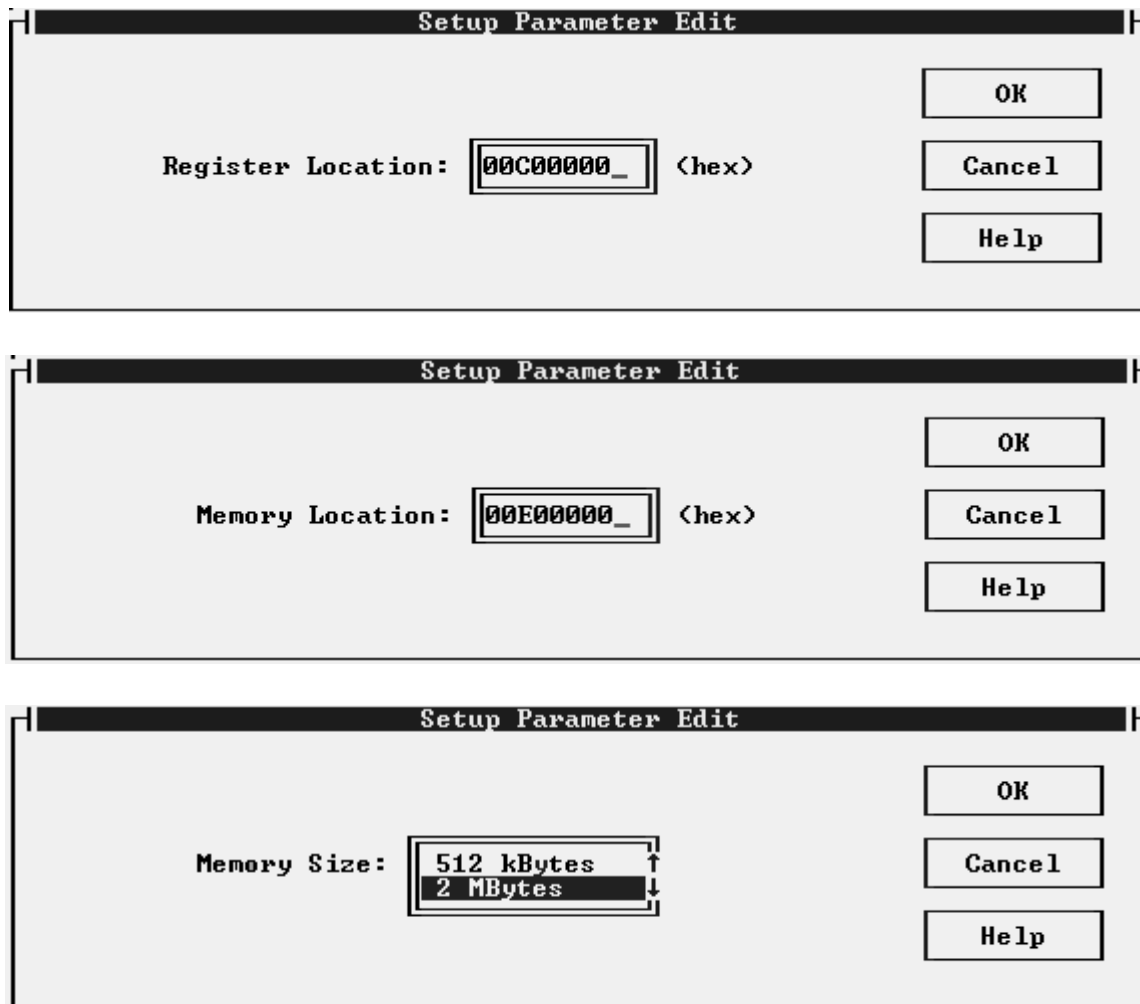 Setup Parameter Edit
OK
Register Location: 00C00000_ (hex) Cancel
Help
Setup Parameter Edit
OK
Memory Location: 00E00000_ (hex) Cancel
Help
Setup Parameter Edit
OK
Memory Size: 512 kBytes ↑ Cancel
2 MBytes ↓
Help